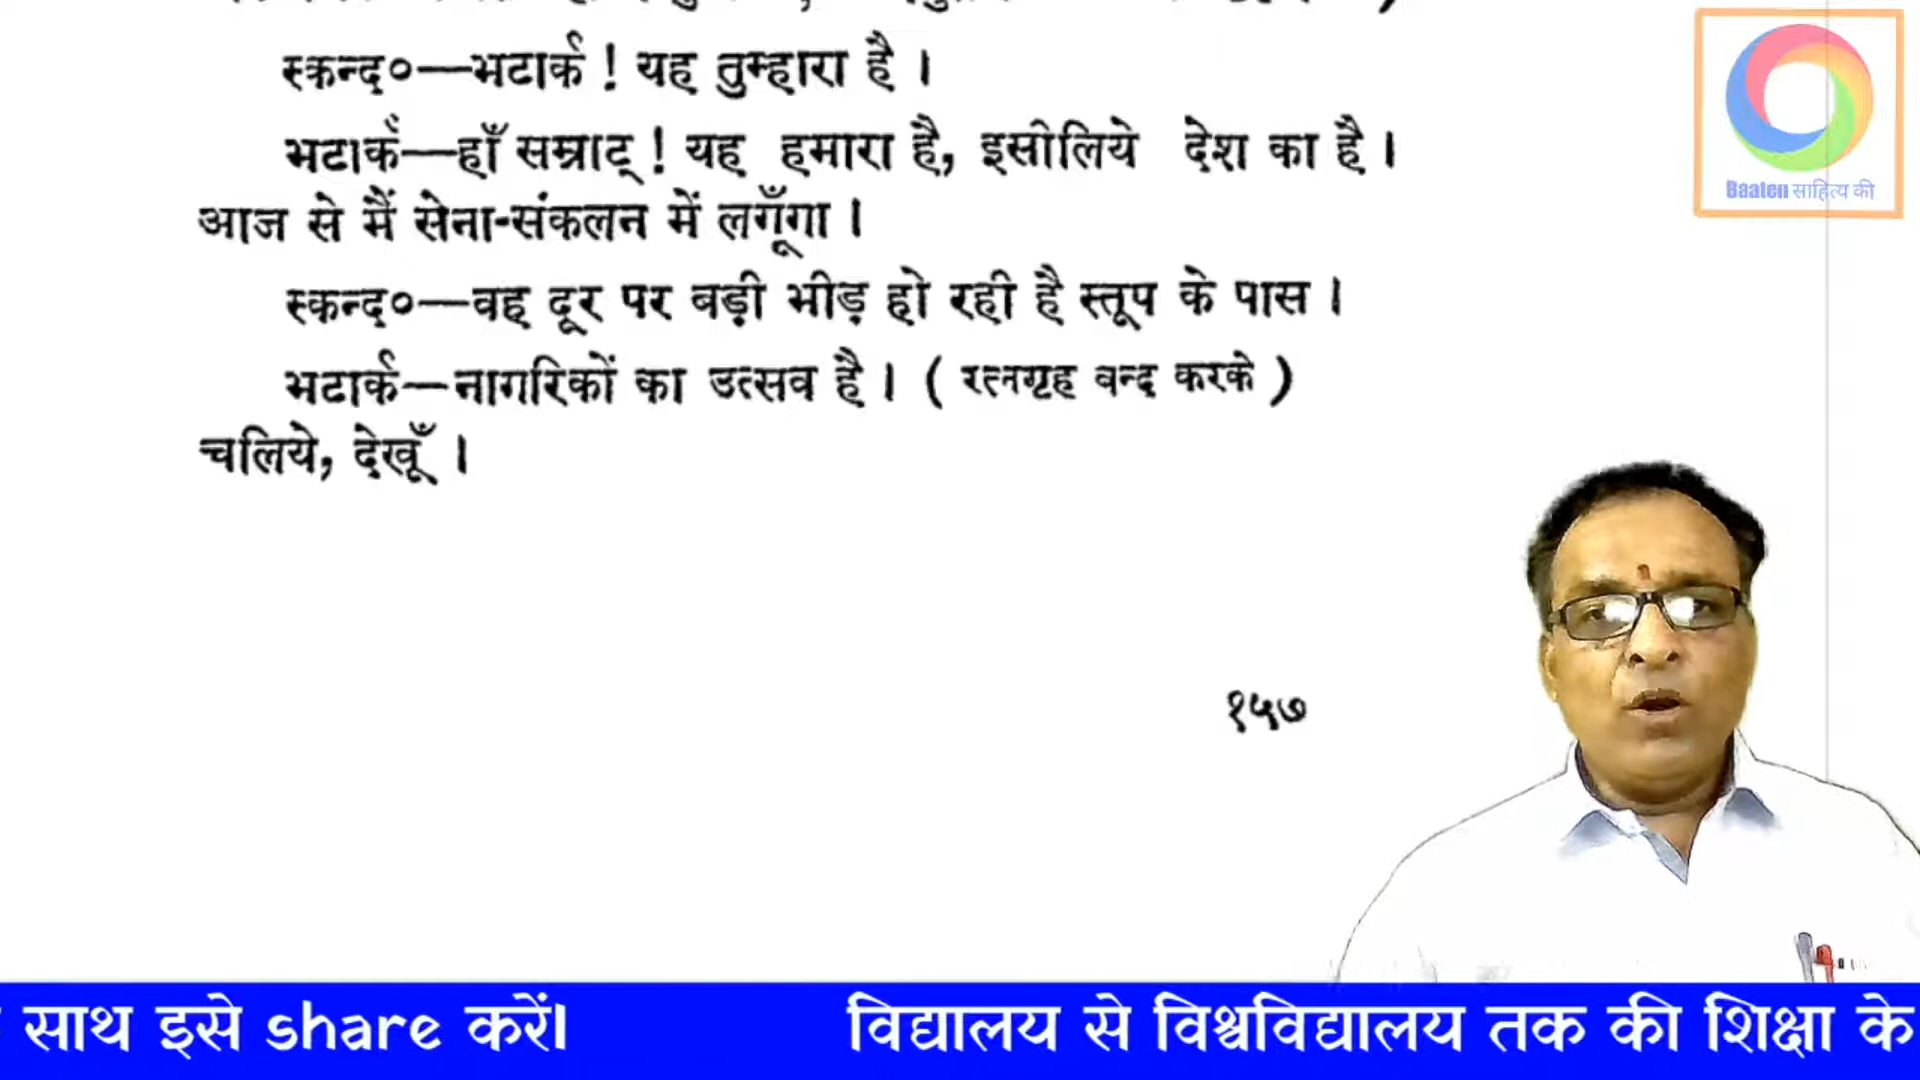 स्कन्द०—भटार्क ! यह तुम्हारा है ।
भटार्क—हाँ सम्राट् ! यह हमारा है, इसीलिये देश का है ।
आज से मैं सेना-संकलन में लगूँगा ।
स्कन्द०—वह दूर पर बड़ी भीड़ हो रही है स्तूप के पास ।
भटार्क—नागरिकों का उत्सव है । ( रत्नगृह बन्द करके )
चलिये, देखूँ ।
१५७
Baaten साहित्य की
साथ इसे share करें। विद्यालय से विश्वविद्यालय तक की शिक्षा के